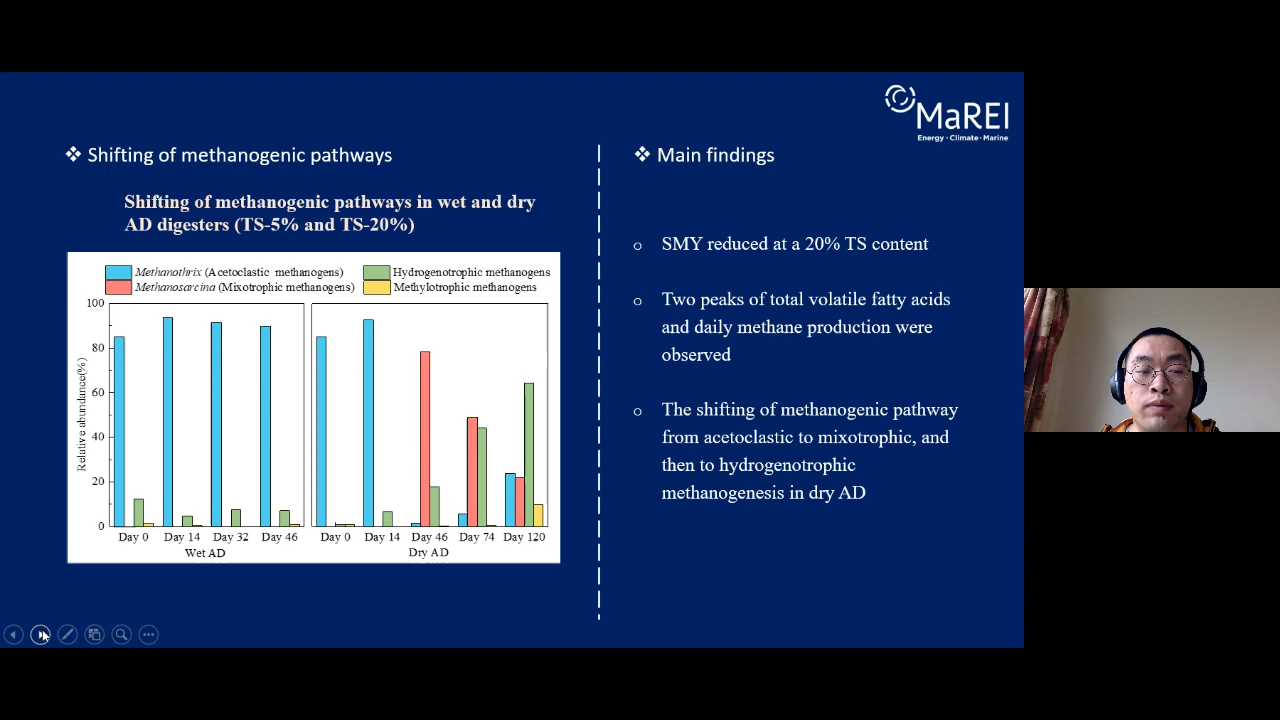 MaREI
Energy • Climate • Marine
❖ Shifting of methanogenic pathways
Shifting of methanogenic pathways in wet and dry
AD digesters (TS-5% and TS-20%)
Methanothrix (Acetoclastic methanogens)
Hydrogenotrophic methanogens
Methanosarcina (Mixotrophic methanogens)
Methylotrophic methanogens
Relative abundance(%)
100
80
60
40
20
0
Day 0 Day 14 Day 32 Day 46
Wet AD
Day 0 Day 14 Day 46 Day 74 Day 120
Dry AD
❖ Main findings
o SMY reduced at a 20% TS content
o Two peaks of total volatile fatty acids
and daily methane production were
observed
o The shifting of methanogenic pathway
from acetoclastic to mixotrophic, and
then to hydrogenotrophic
methanogenesis in dry AD